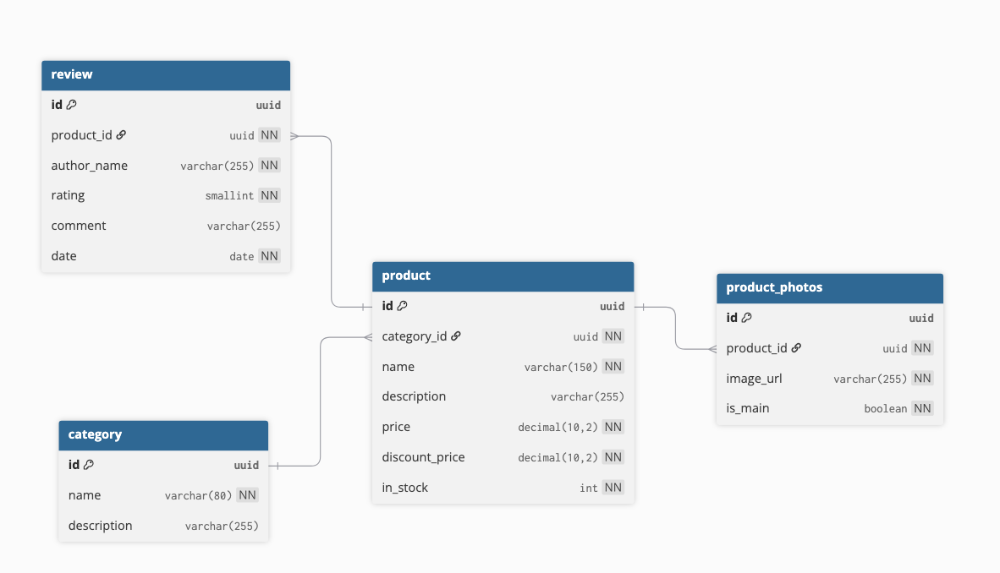 review
id uuid
product_id uuid NN
author_name varchar(255) NN
rating smallint NN
comment varchar(255)
date date NN
product
id uuid
category_id uuid NN
name varchar(150) NN
description varchar(255)
price decimal(10,2) NN
discount_price decimal(10,2) NN
in_stock int NN
product_photos
id uuid
product_id uuid NN
image_url varchar(255) NN
is_main boolean NN
category
id uuid
name varchar(80) NN
description varchar(255)